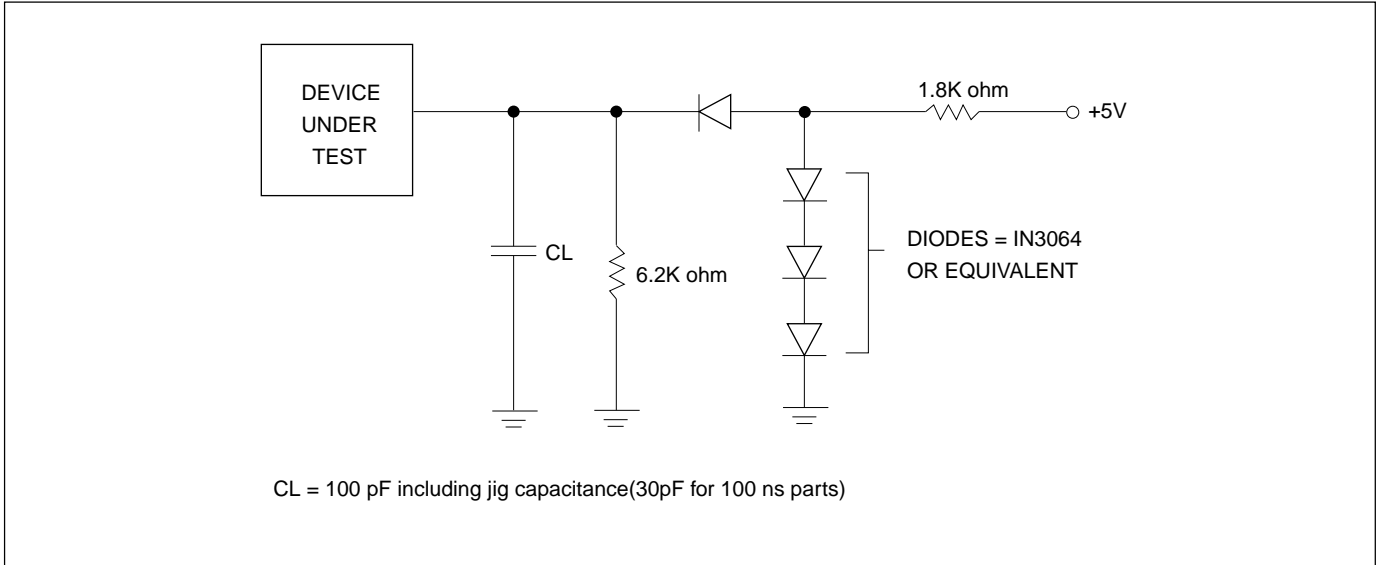 DEVICE
UNDER
TEST
1.8K ohm
+5V
CL
6.2K ohm
DIODES = IN3064
OR EQUIVALENT
CL = 100 pF including jig capacitance(30pF for 100 ns parts)